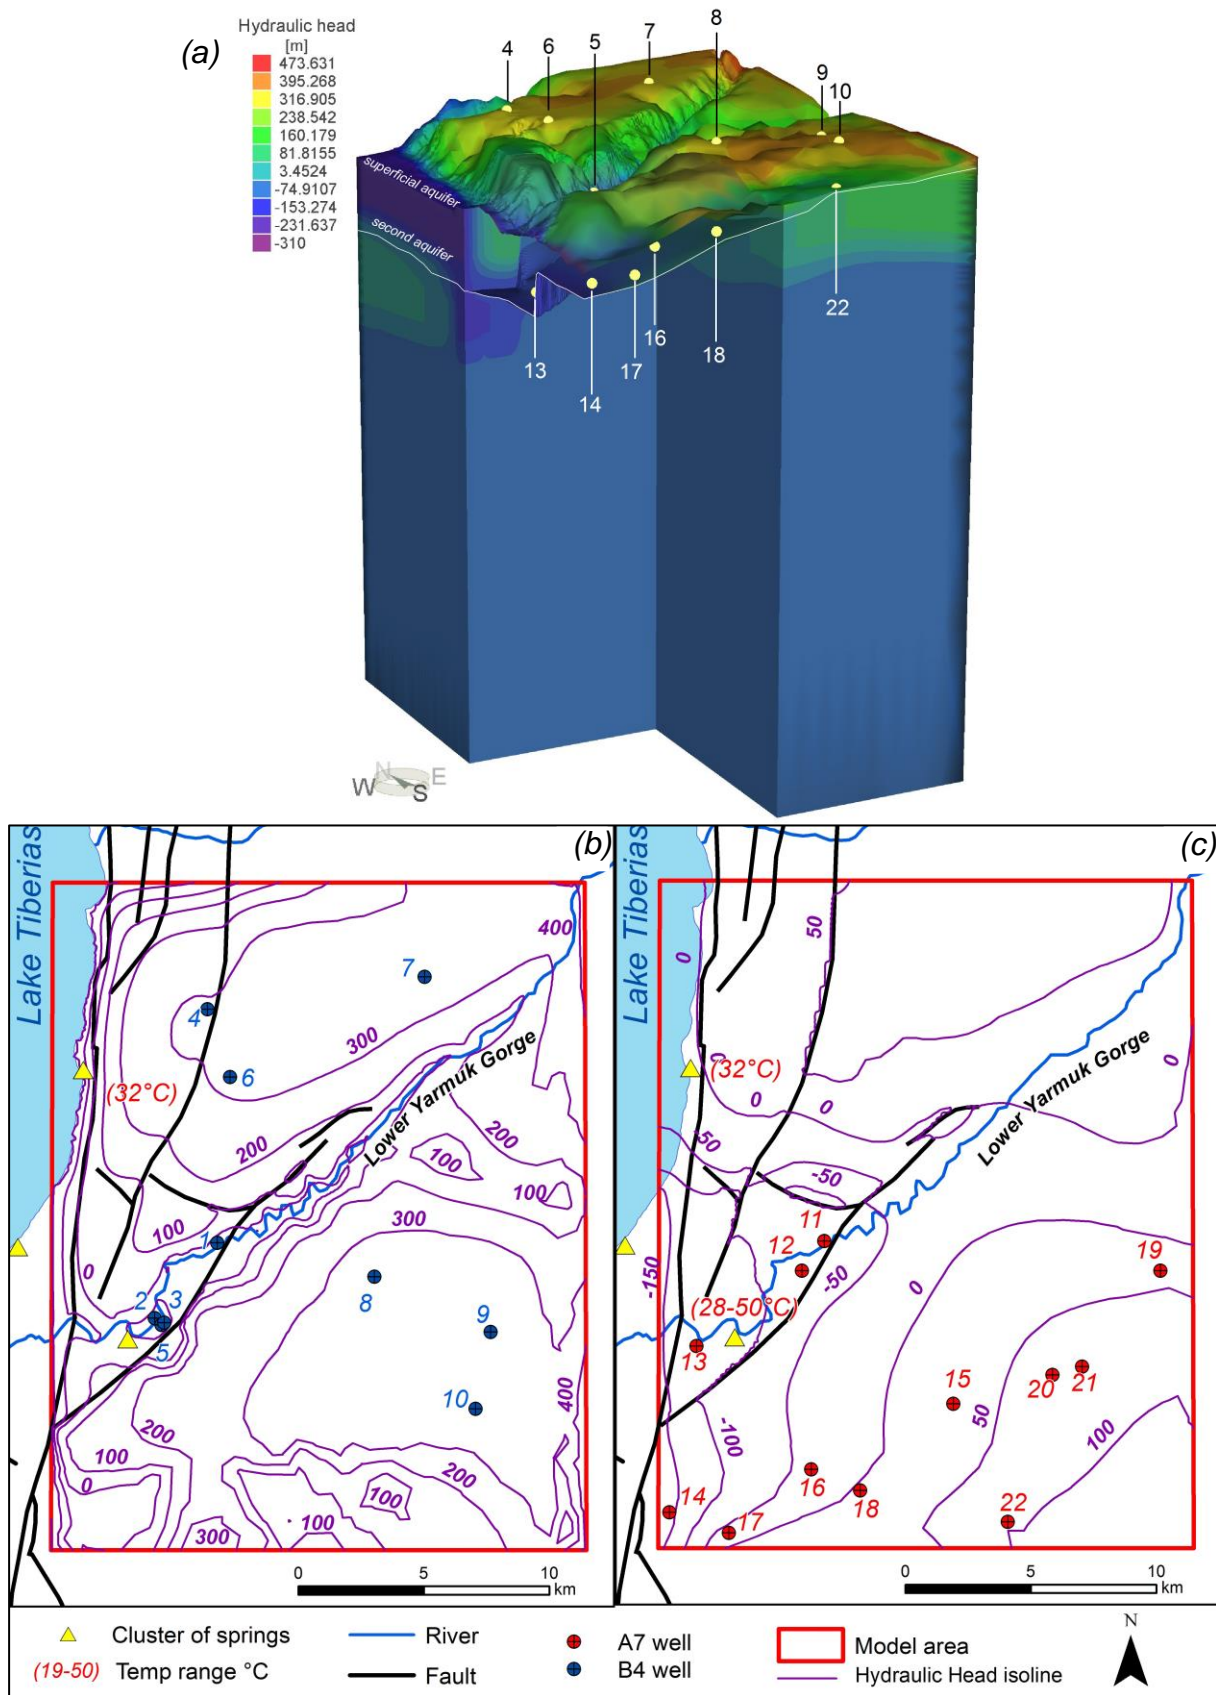 (a)
Hydraulic head
[m]
473.631
395.268
316.905
238.542
160.179
81.8155
3.4524
-74.9107
-153.274
-231.637
-310
4
6
5
7
8
9
10
superficial aquifer
second aquifer
13
14
17
16
18
22
W
N
E
S
(b)
Lake Tiberias
400
7
4
300
6
(32°C)
200
Lower Yarmuk Gorge
200
100
100
300
100
1
8
0
2
3
9
5
10
400
200
100
0
200
100
100
300
0
5
10
km
(c)
Lake Tiberias
50
0
0
0
(32°C)
0
0
-50
Lower Yarmuk Gorge
-50
11
12
19
-150
-50
0
(28-50°C)
13
15
20
21
50
-100
100
16
14
18
22
17
0
5
10
km
Cluster of springs
(19-50)
Temp range °C
River
Fault
A7 well
B4 well
Model area
Hydraulic Head isoline
N